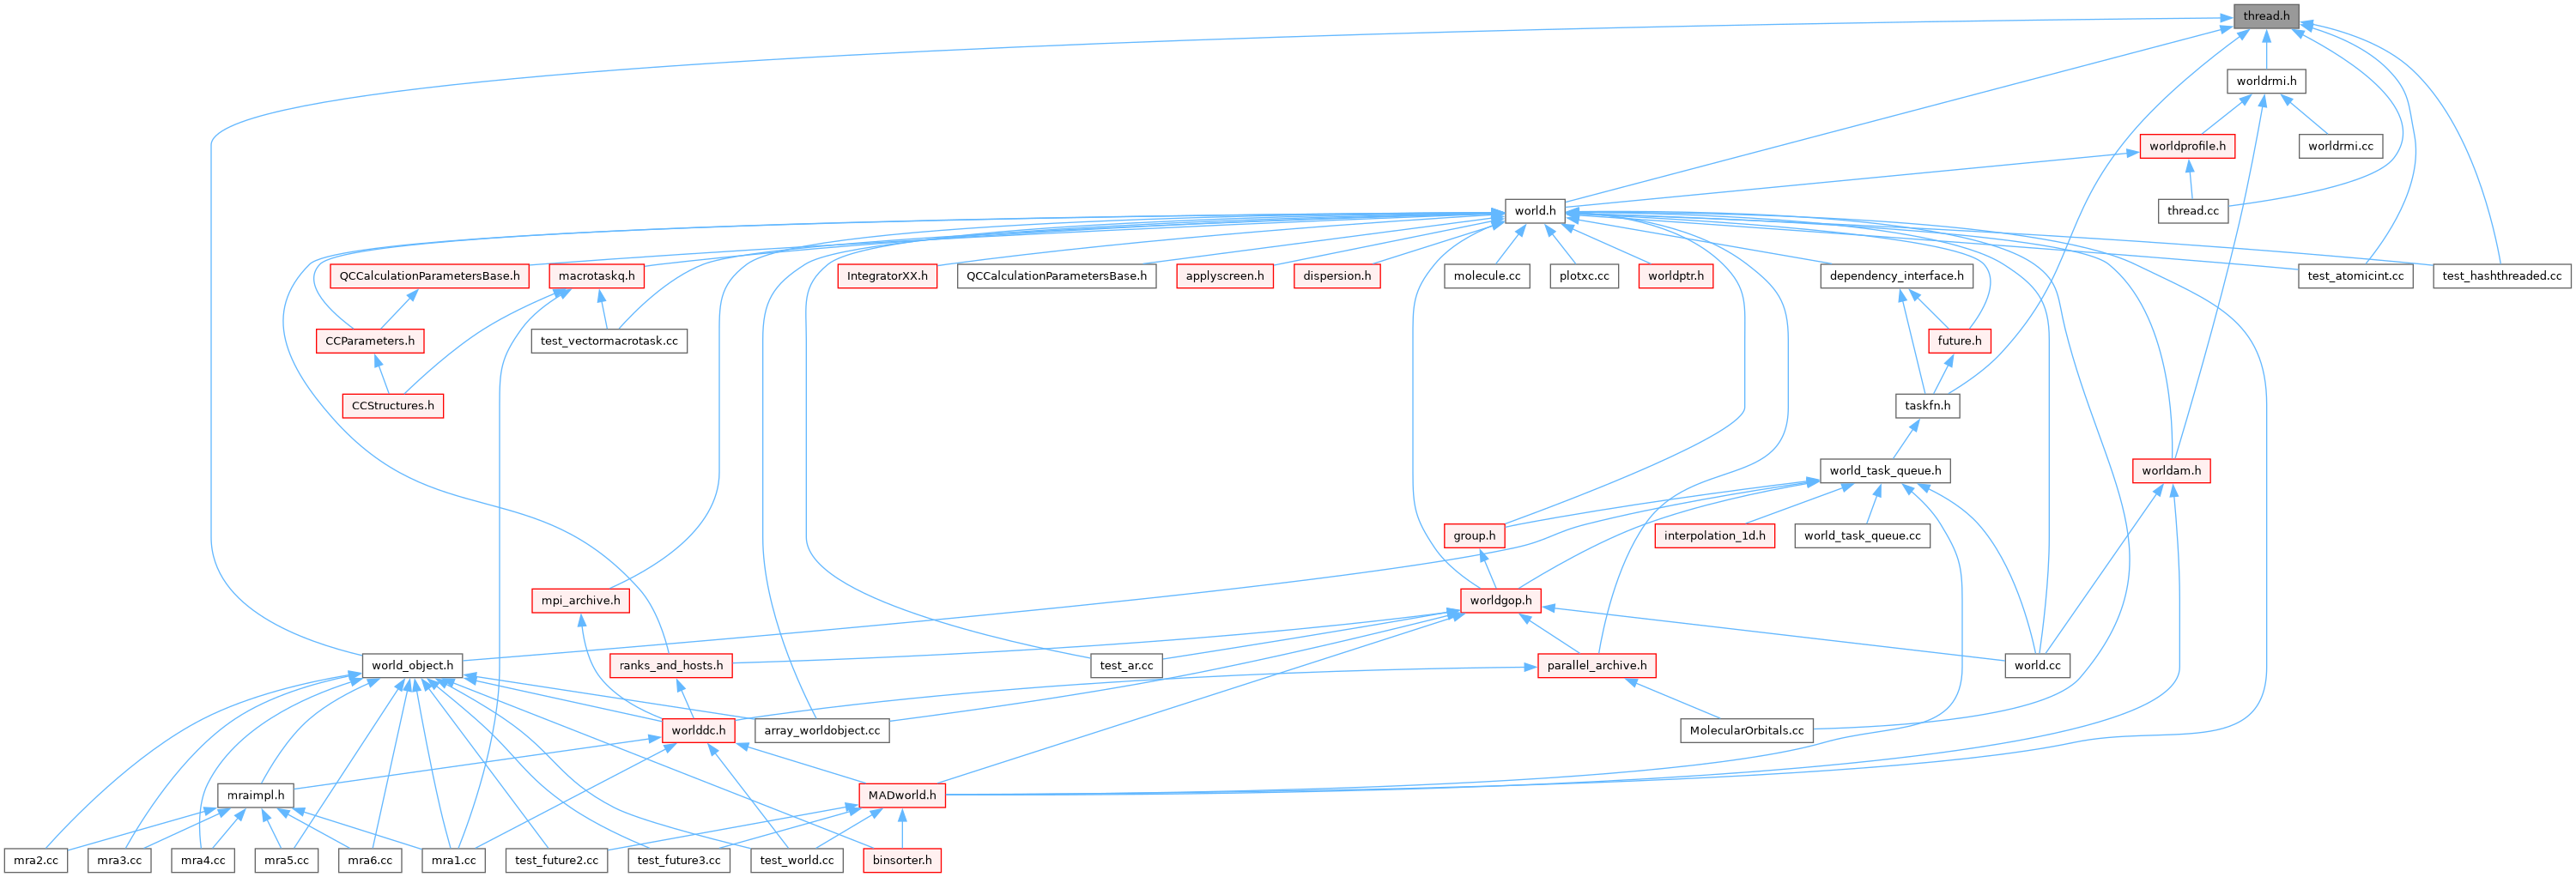 thread.h
worldrmi.h
worldprofile.h
worldrmi.cc
world.h
thread.cc
QCCalculationParametersBase.h
macrotaskq.h
IntegratorXX.h
QCCalculationParametersBase.h
applyscreen.h
dispersion.h
molecule.cc
plotxc.cc
worldptr.h
dependency_interface.h
test_atomicint.cc
test_hashthreaded.cc
CCParameters.h
test_vectormacrotask.cc
future.h
CCStructures.h
taskfn.h
world_task_queue.h
worldam.h
group.h
interpolation_1d.h
world_task_queue.cc
mpi_archive.h
worldgop.h
world_object.h
ranks_and_hosts.h
test_ar.cc
parallel_archive.h
world.cc
worlddc.h
array_worldobject.cc
MolecularOrbitals.cc
mraimpl.h
MADworld.h
mra2.cc
mra3.cc
mra4.cc
mra5.cc
mra6.cc
mra1.cc
test_future2.cc
test_future3.cc
test_world.cc
binsorter.h